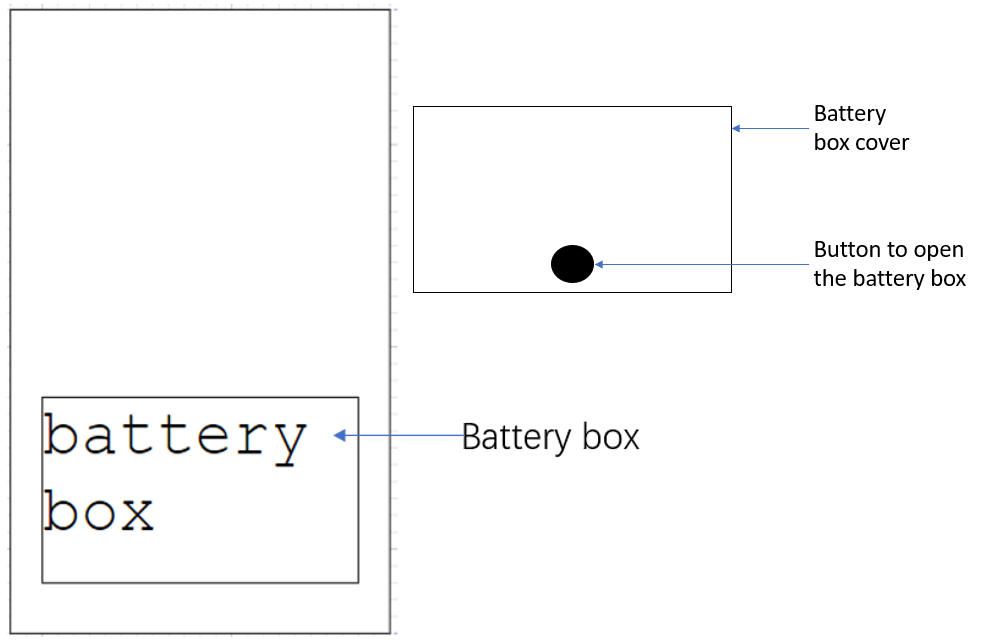 Battery
box cover
Button to open
the battery box
battery
box
Battery box